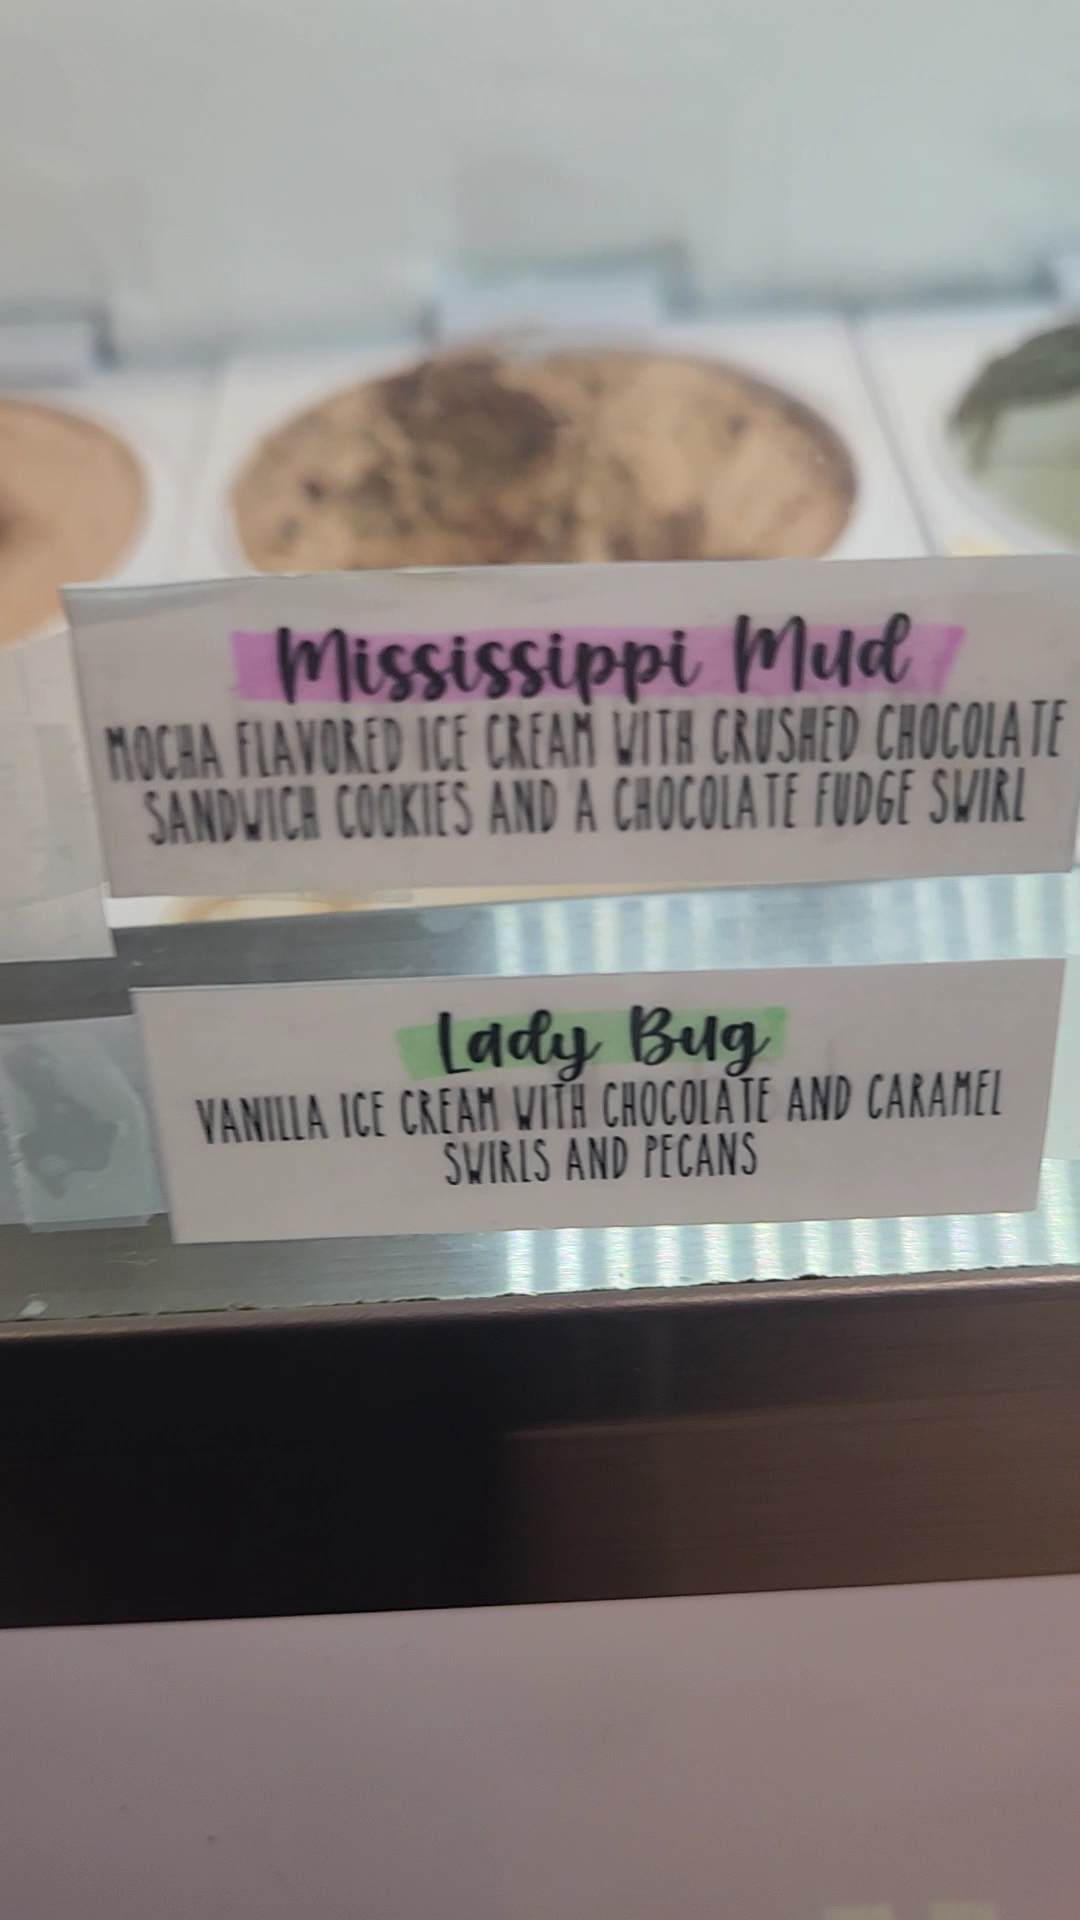 Mississippi Mud
MOCHA FLAVORED ICE CREAM WITH CRUSHED CHOCOLATE
SANDWICH COOKIES AND A CHOCOLATE FUDGE SWIRL
Lady Bug
VANILLA ICE CREAM WITH CHOCOLATE AND CARAMEL
SWIRLS AND PECANS